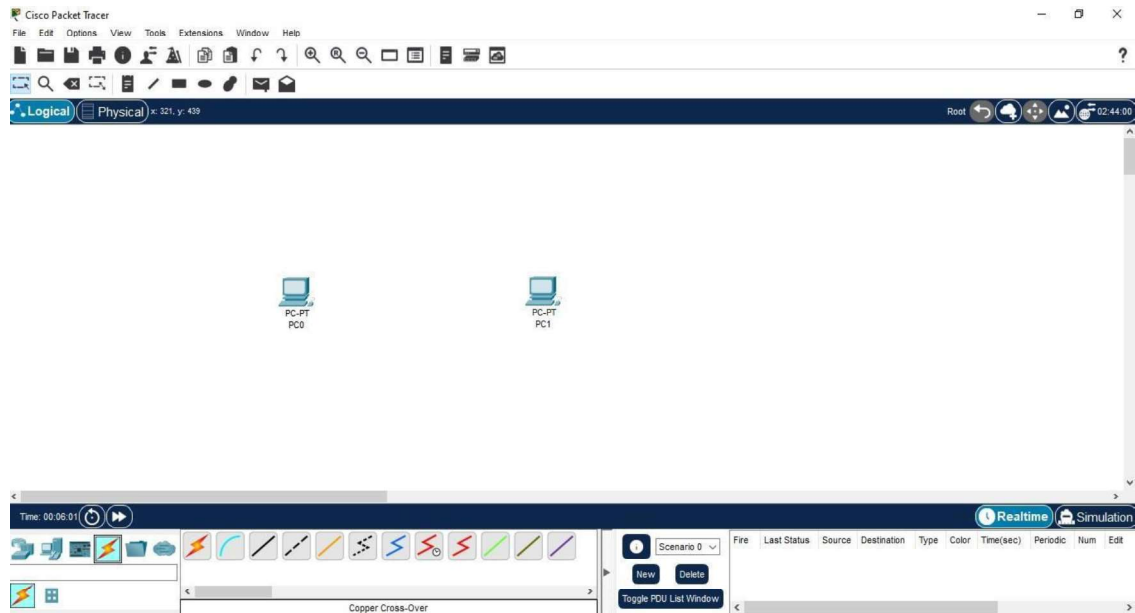 Cisco Packet Tracer
File Edit Options View Tools Extensions Window Help
?
Logical Physical x: 321, y: 439 Root 02:44:00
PC-PT
PC0
PC-PT
PC1
Time: 00:06:01 Realtime Simulation
Scenario 0
New Delete
Toggle PDU List Window
Fire Last Status Source Destination Type Color Time(sec) Periodic Num Edit
Copper Cross-Over